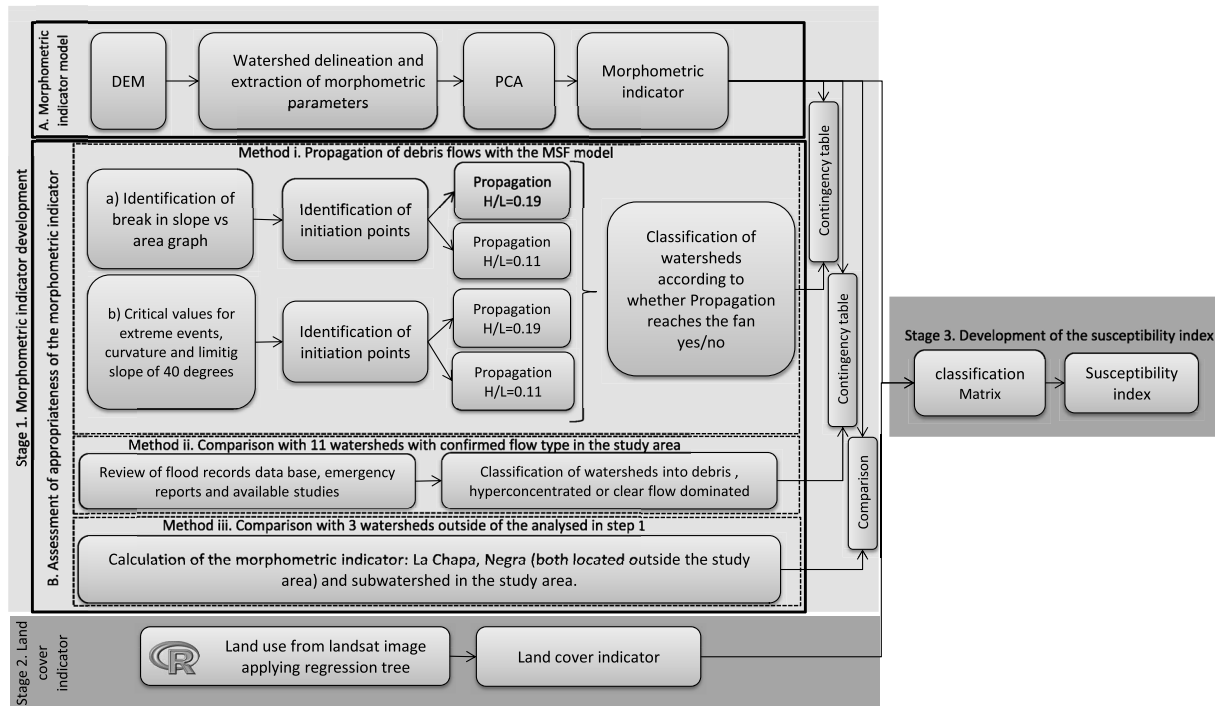 Stage 1. Morphometric indicator development
A. Morphometric
indicator model
DEM
Watershed delineation and
extraction of morphometric
parameters
PCA
Morphometric
indicator
B. Assessment of appropriateness of the morphometric indicator
Method i. Propagation of debris flows with the MSF model
a) Identification of
break in slope vs
area graph
Identification of
initiation points
Propagation
H/L=0.19
Propagation
H/L=0.11
b) Critical values for
extreme events,
curvature and limitig
slope of 40 degrees
Identification of
initiation points
Propagation
H/L=0.19
Propagation
H/L=0.11
Classification of
watersheds
according to
whether Propagation
reaches the fan
yes/no
Contingency table
Method ii. Comparison with 11 watersheds with confirmed flow type in the study area
Review of flood records data base, emergency
reports and available studies
Classification of watersheds into debris ,
hyperconcentrated or clear flow dominated
Contingency table
Method iii. Comparison with 3 watersheds outside of the analysed in step 1
Calculation of the morphometric indicator: La Chapa, Negra (both located outside the study
area) and subwatershed in the study area.
Comparison
Stage 2. Land
cover
indicator
R
Land use from landsat image
applying regression tree
Land cover indicator
Stage 3. Development of the susceptibility index
classification
Matrix
Susceptibility
index